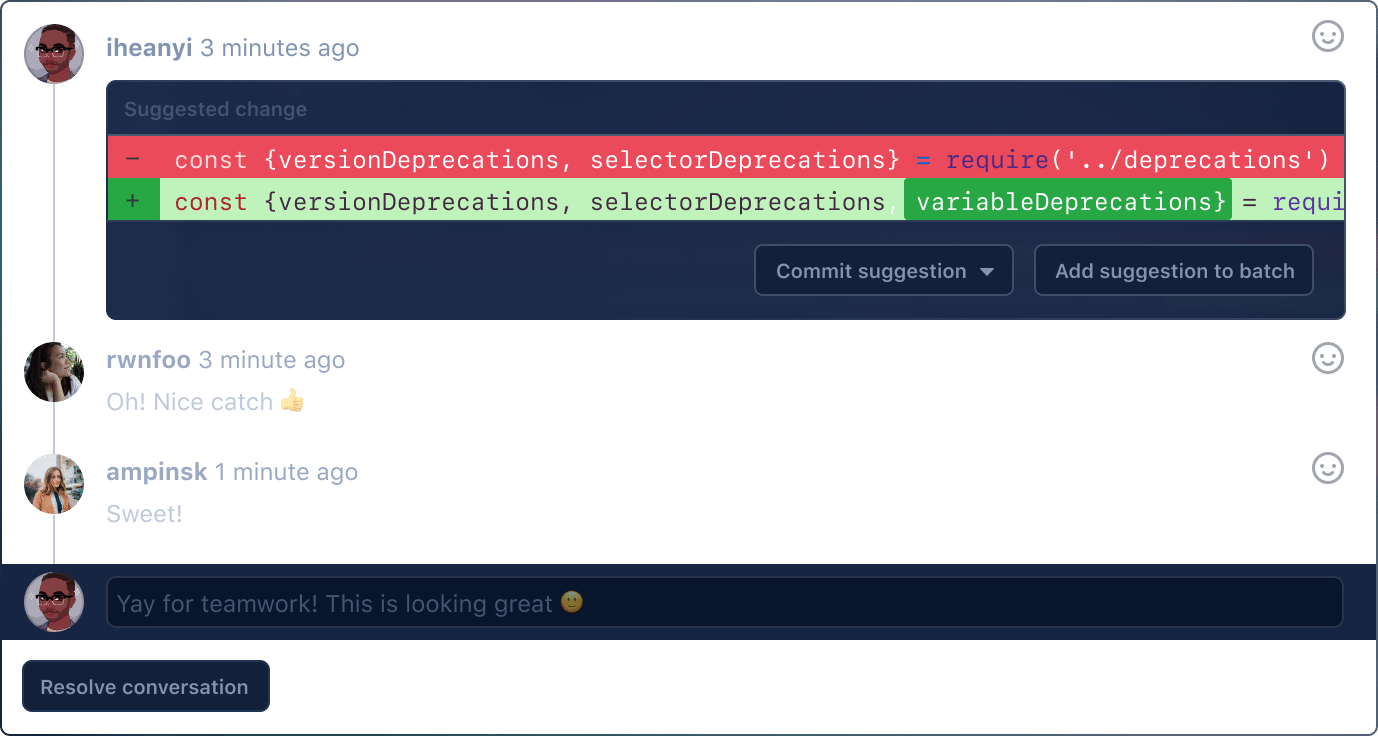 iheanyi 3 minutes ago
Suggested change
- const {versionDeprecations, selectorDeprecations} = require('../deprecations')
+ const {versionDeprecations, selectorDeprecations, variableDeprecations} = requi
Commit suggestion
Add suggestion to batch
rwnfoo 3 minute ago
Oh! Nice catch 👍
ampinsk 1 minute ago
Sweet!
Yay for teamwork! This is looking great 🙂
Resolve conversation